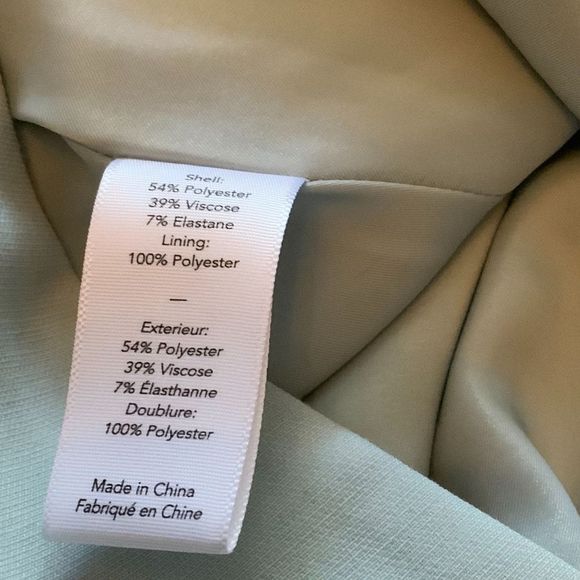 Shell:
54% Polyester
39% Viscose
7% Elastane
Lining:
100% Polyester
—
Exterieur:
54% Polyester
39% Viscose
7% Élasthanne
Doublure:
100% Polyester
Made in China
Fabriqué en Chine